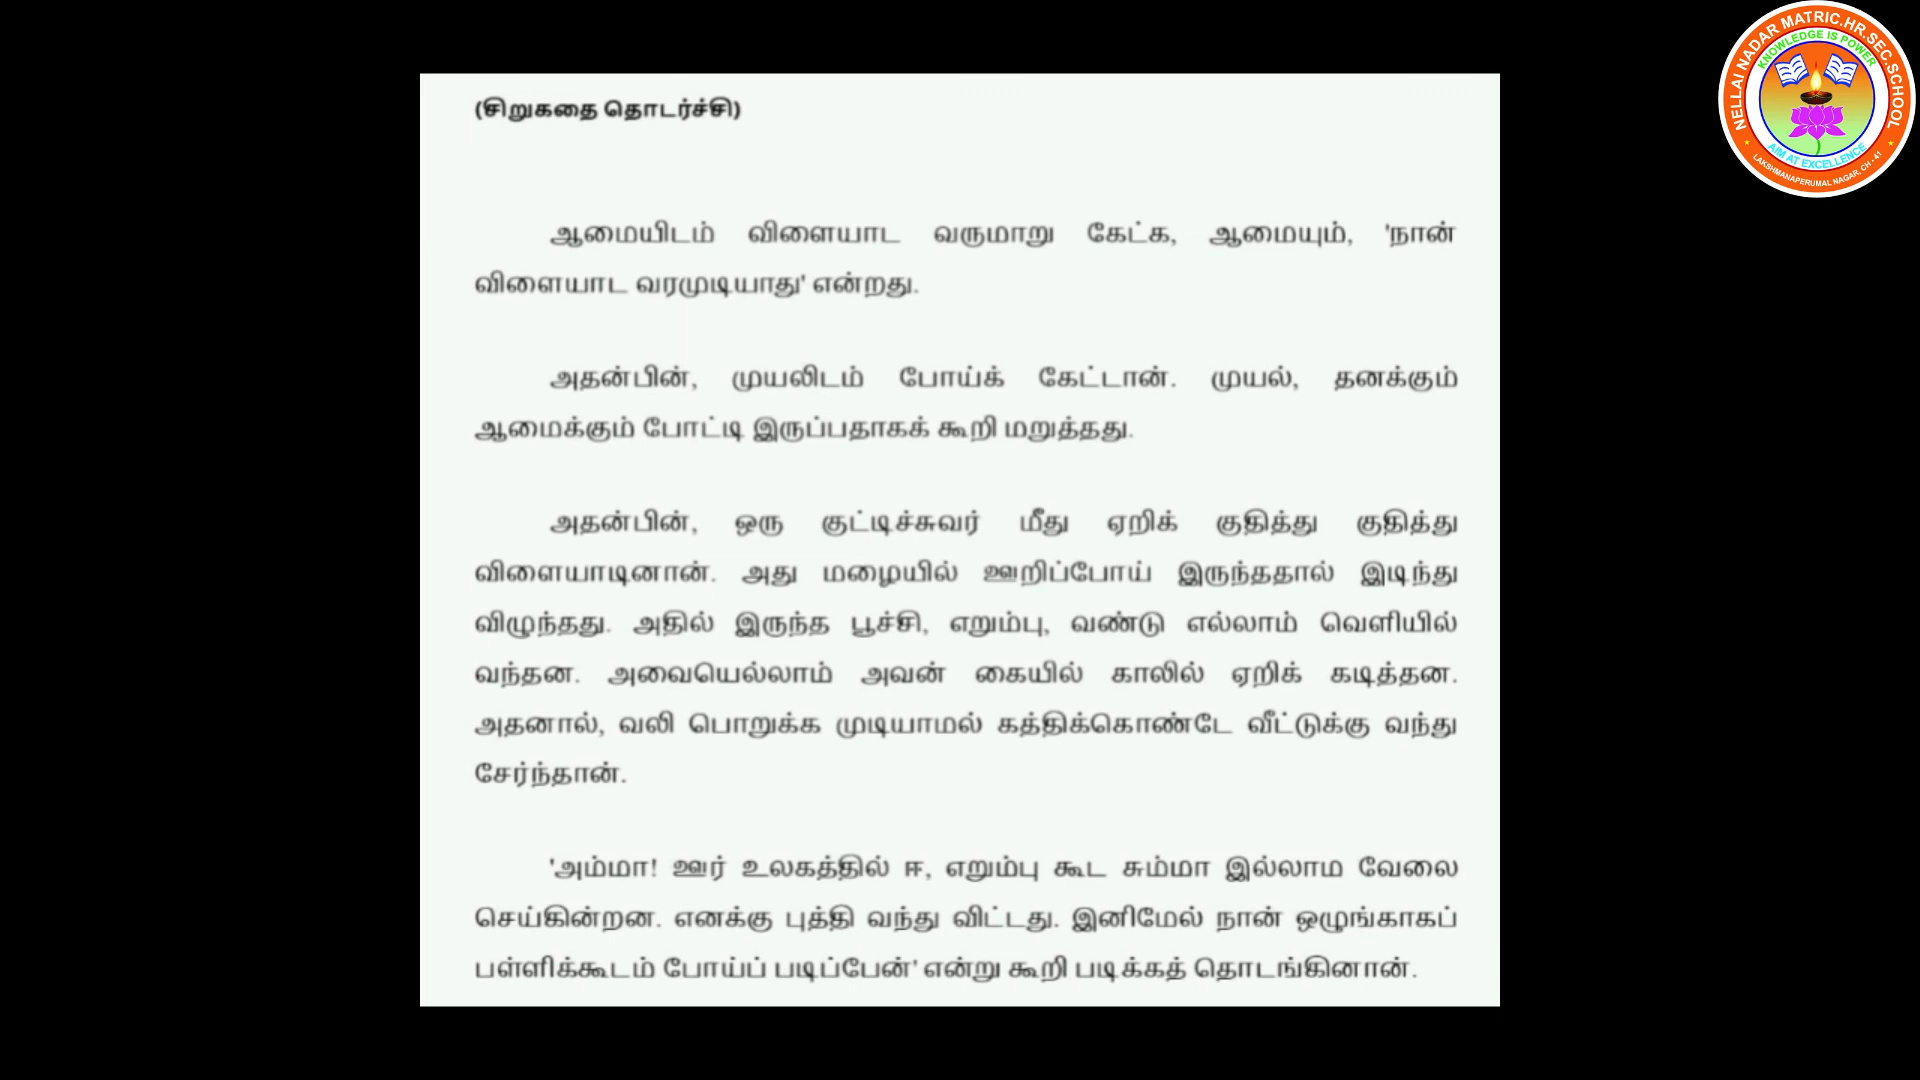 (சிறுகதை தொடர்ச்சி)
ஆமையிடம் விளையாட வருமாறு கேட்க, ஆமையும், 'நான்
விளையாட வரமுடியாது' என்றது.
அதன்பின், முயலிடம் போய்க் கேட்டான். முயல், தனக்கும்
ஆமைக்கும் போட்டி இருப்பதாகக் கூறி மறுத்தது.
அதன்பின், ஒரு குட்டிச்சுவர் மீது ஏறிக் குதித்து குதித்து
விளையாடினான். அது மழையில் ஊறிப்போய் இருந்ததால் இடிந்து
விழுந்தது. அதில் இருந்த பூச்சி, எறும்பு, வண்டு எல்லாம் வெளியில்
வந்தன. அவையெல்லாம் அவன் கையில் காலில் ஏறிக் கடித்தன.
அதனால், வலி பொறுக்க முடியாமல் கத்திக்கொண்டே வீட்டுக்கு வந்து
சேர்ந்தான்.
'அம்மா! ஊர் உலகத்தில் ஈ, எறும்பு கூட சும்மா இல்லாம வேலை
செய்கின்றன. எனக்கு புத்தி வந்து விட்டது. இனிமேல் நான் ஒழுங்காகப்
பள்ளிக்கூடம் போய்ப் படிப்பேன்' என்று கூறி படிக்கத் தொடங்கினான்.
NELLAI NADAR MATRIC.HR.SEC.SCHOOL
KNOWLEDGE IS POWER
AIM AT EXCELLENCE
LAKSHMANAPERUMAL NAGAR, CH - 41